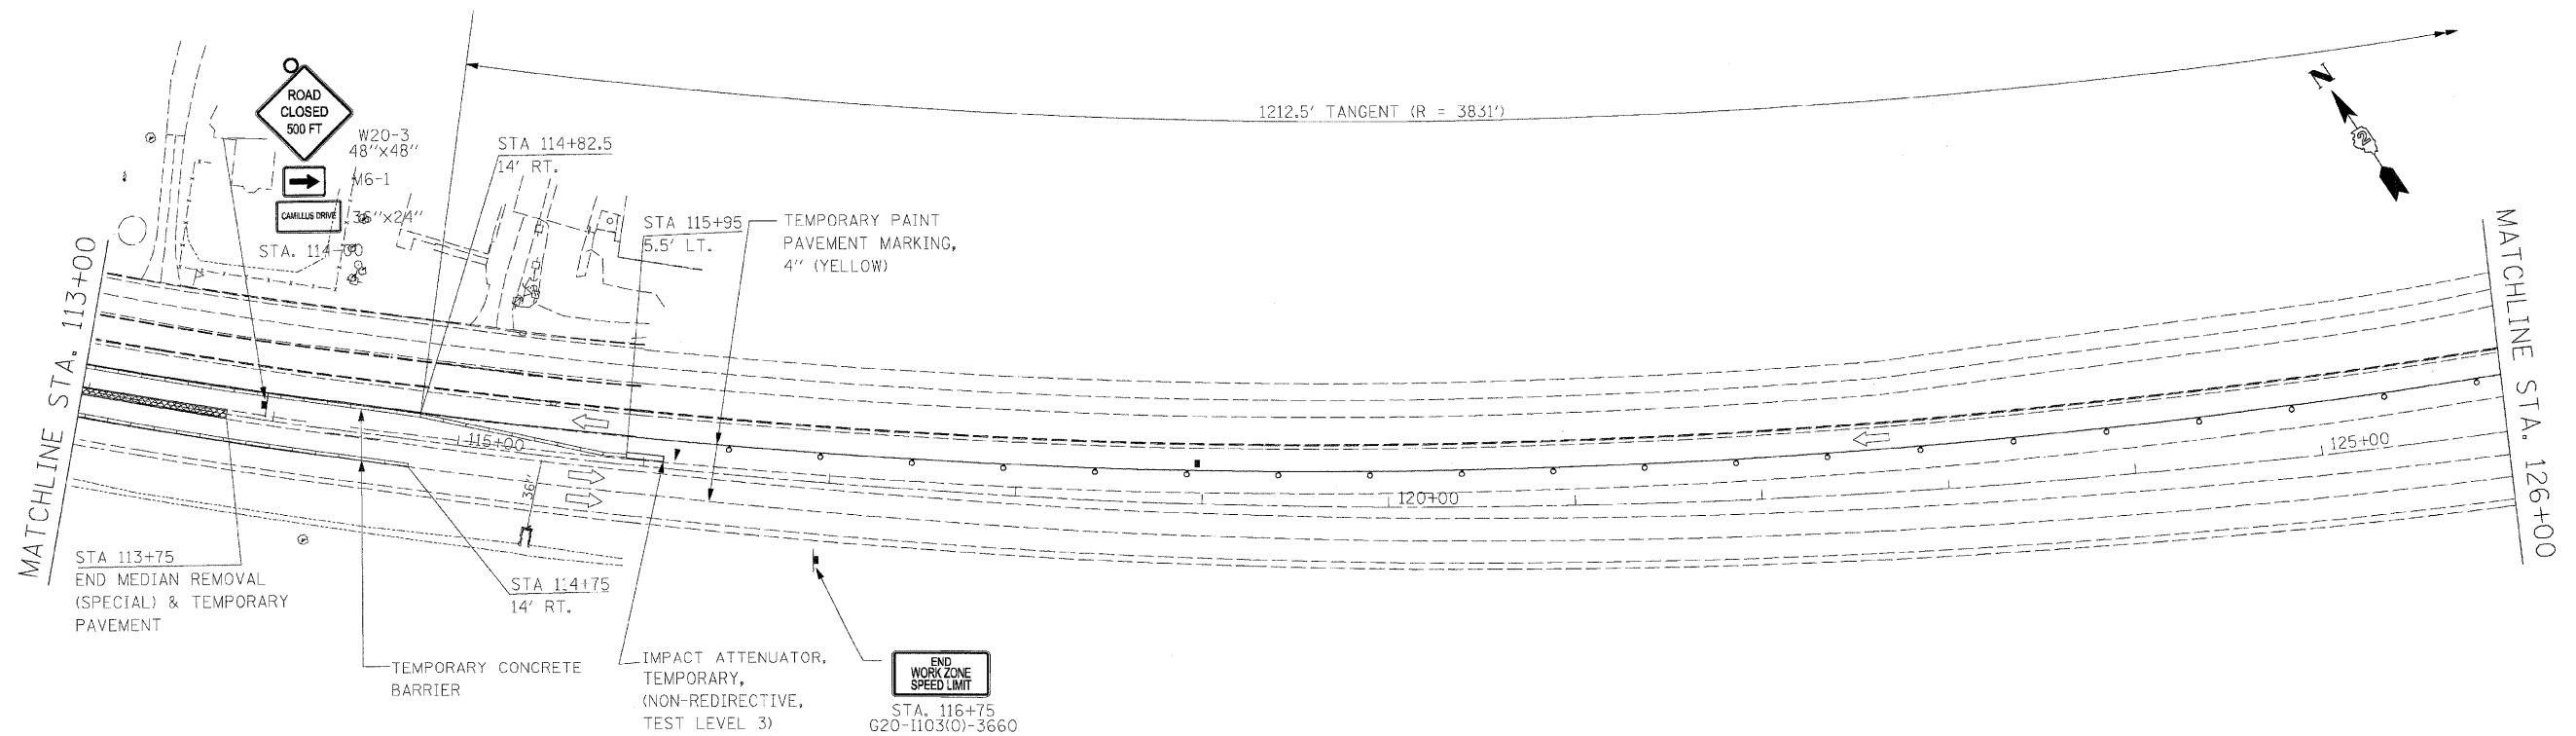 1212.5' TANGENT (R = 3831')
N
2
ROAD
CLOSED
500 FT
W20-3
48"x48"
M6-1
CAMILLUS DRIVE
36"x24"
STA. 114+00
STA 114+82.5
14' RT.
STA 115+95
5.5' LT.
TEMPORARY PAINT
PAVEMENT MARKING,
4" (YELLOW)
MATCHLINE STA. 113+00
MATCHLINE STA. 126+00
115+00
120+00
125+00
36'
STA 113+75
END MEDIAN REMOVAL
(SPECIAL) & TEMPORARY
PAVEMENT
STA 114+75
14' RT.
TEMPORARY CONCRETE
BARRIER
IMPACT ATTENUATOR,
TEMPORARY,
(NON-REDIRECTIVE,
TEST LEVEL 3)
END
WORK ZONE
SPEED LIMIT
STA. 116+75
G20-I103(0)-3660